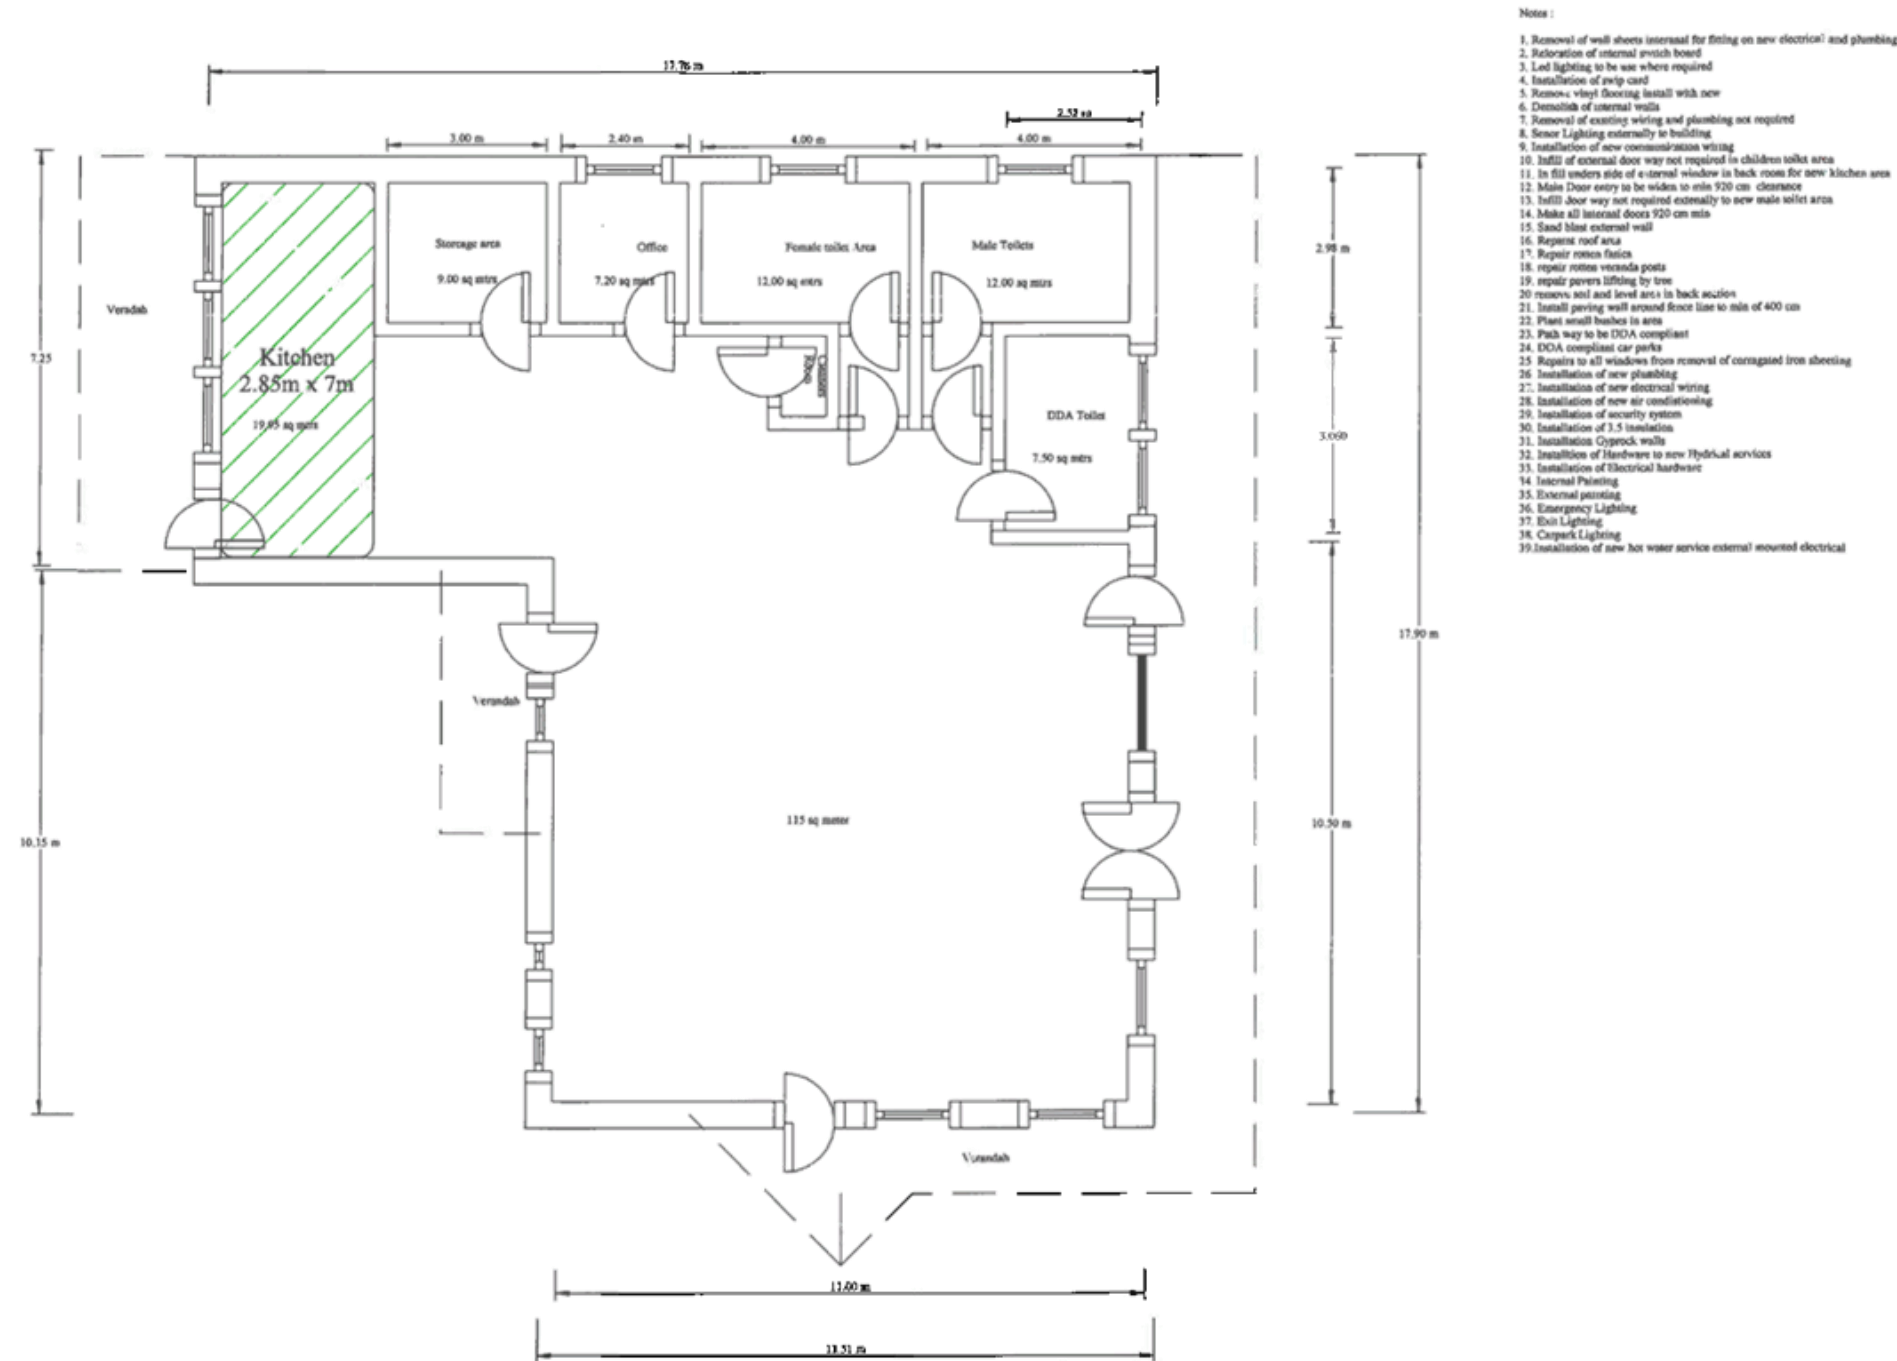 17.76 m
2.52 m
3.00 m
2.40 m
4.00 m
4.00 m
Storeage area
9.00 sq mtrs
Office
7.20 sq mtrs
Female toilet Area
12.00 sq mtrs
Male Toilets
12.00 sq mtrs
2.98 m
Verndah
7.25
Kitchen
2.85m x 7m
19.95 sq mtrs
DDA Toilet
7.50 sq mtrs
17.90 m
Verandah
10.15 m
115 sq meter
10.50 m
Verandah
11.00 m
11.51 m
Notes :
1. Removal of wall sheets internal for fitting on new electrical and plumbing
2. Relocation of internal switch board
3. Led lighting to be use where required
4. Installation of swip card
5. Remove vinyl flooring install with new
6. Demolish of internal walls
7. Removal of existing wiring and plumbing not required
8. Senor Lighting externally to building
9. Installation of new communication wiring
10. Infill of external door way not required in children toilet area
11. In fill unders side of external window in back room for new kitchen area
12. Main Door entry to be widen to min 920 cm clearance
13. Infill door way not required extenally to new male toilet area
14. Make all internal doors 920 cm min
15. Sand blast external wall
16. Repaint roof area
17. Repair rotten
18. repair rotten veranda posts
19. repair pavers lifiting by tree
20 remove soil and level area in back section
21. Install paving wall around fence line to min of 400 cm
22. Plant small bushes in area
23. Path way to be DDA compliant
24. DDA compliant car parks
25 Repairs to all windows from removal of corragated iron sheeting
26 Installation of new plumbing
27. Installation of new electrical wiring
28. Installation of new air conditioning
29. Installation of security system
30. Installation of 3.5 insulation
31. Installation Gyprock walls
32. of Hardware to new services
33. Installation of Electrical hardware
34. Internal Painting
35. External painting
36. Emergency Lighting
37. Exit Lighting
38. Carpark Lighting
39.Installation of new hot water service external mounted electrical